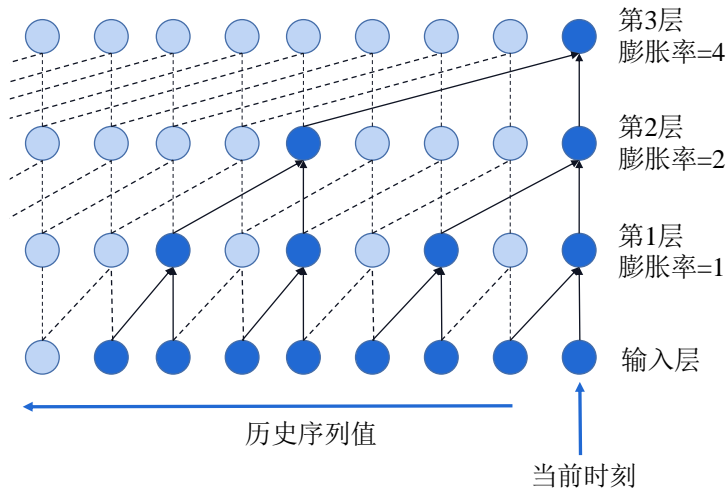 第3层
膨胀率=4
第2层
膨胀率=2
第1层
膨胀率=1
输入层
历史序列值
当前时刻